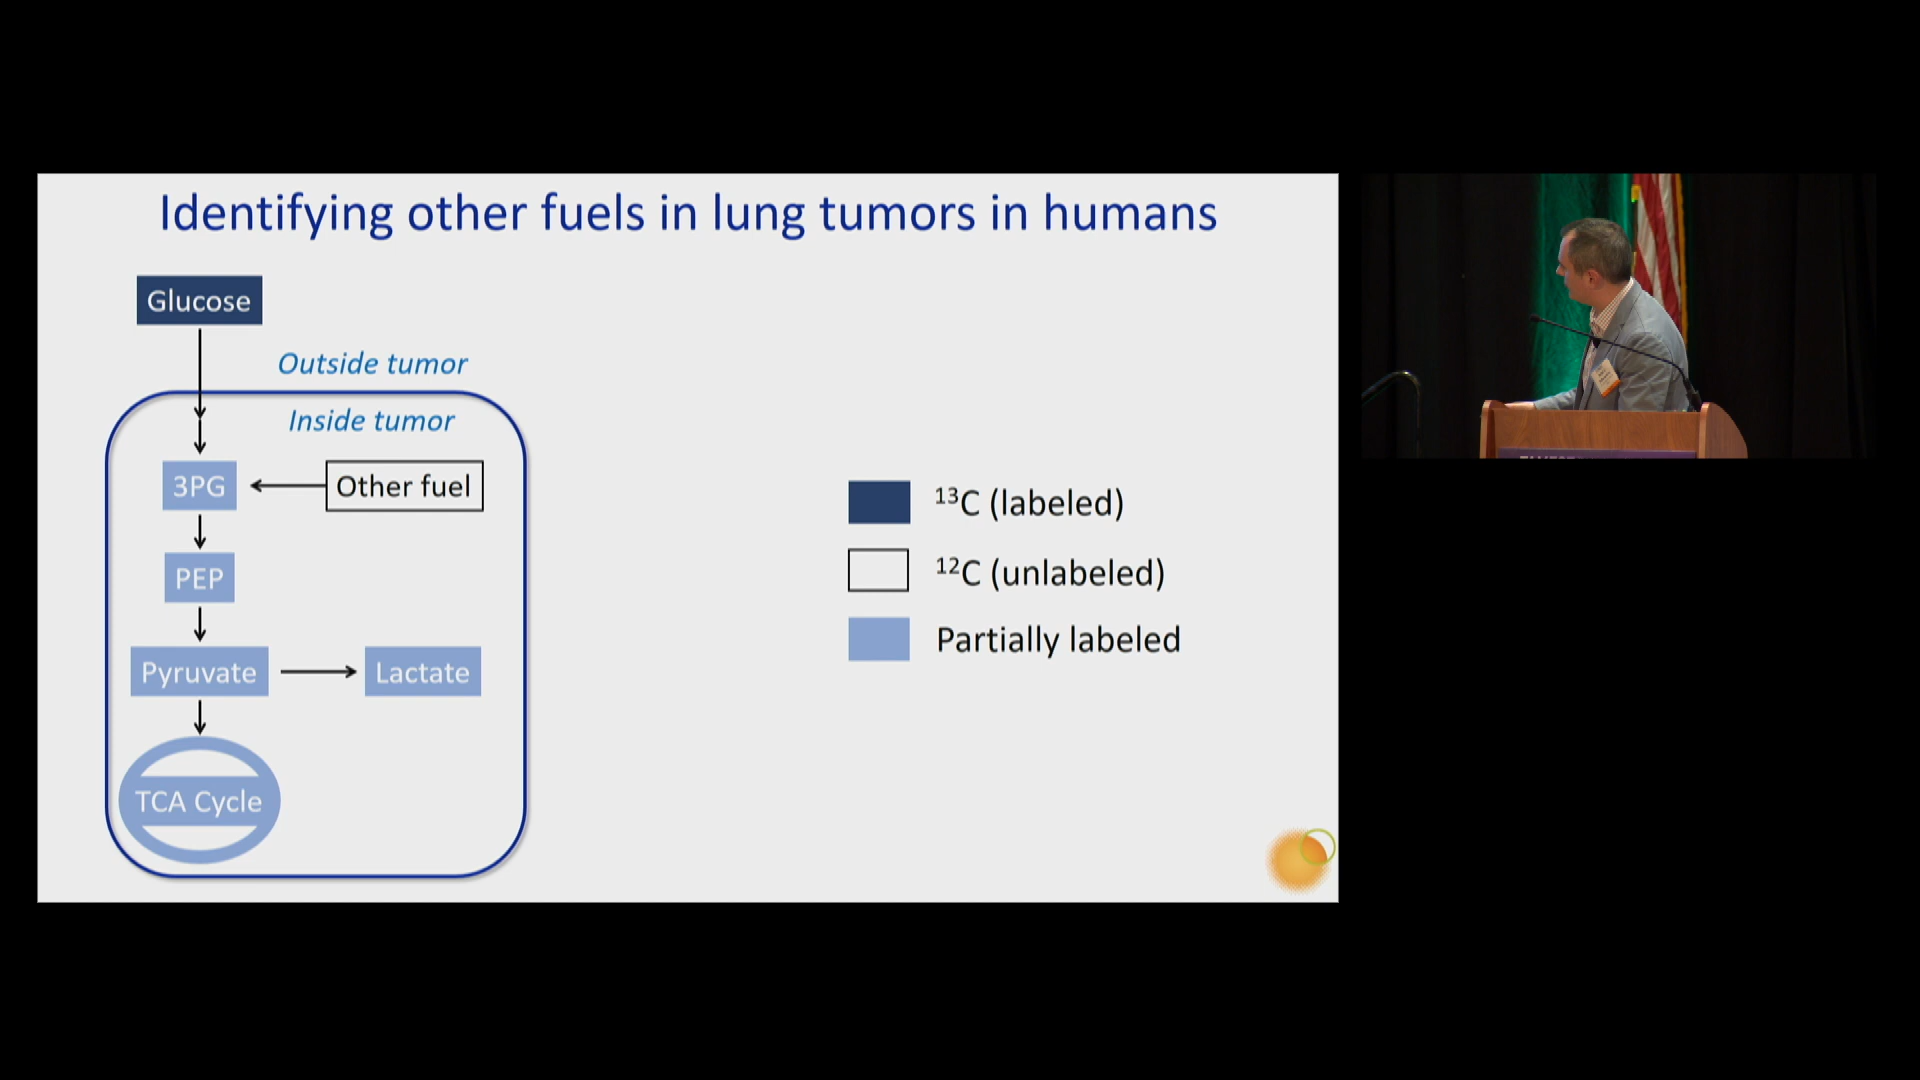 Identifying other fuels in lung tumors in humans
Glucose
Outside tumor
Inside tumor
3PG
Other fuel
PEP
Pyruvate
Lactate
TCA Cycle
¹³C (labeled)
¹²C (unlabeled)
Partially labeled